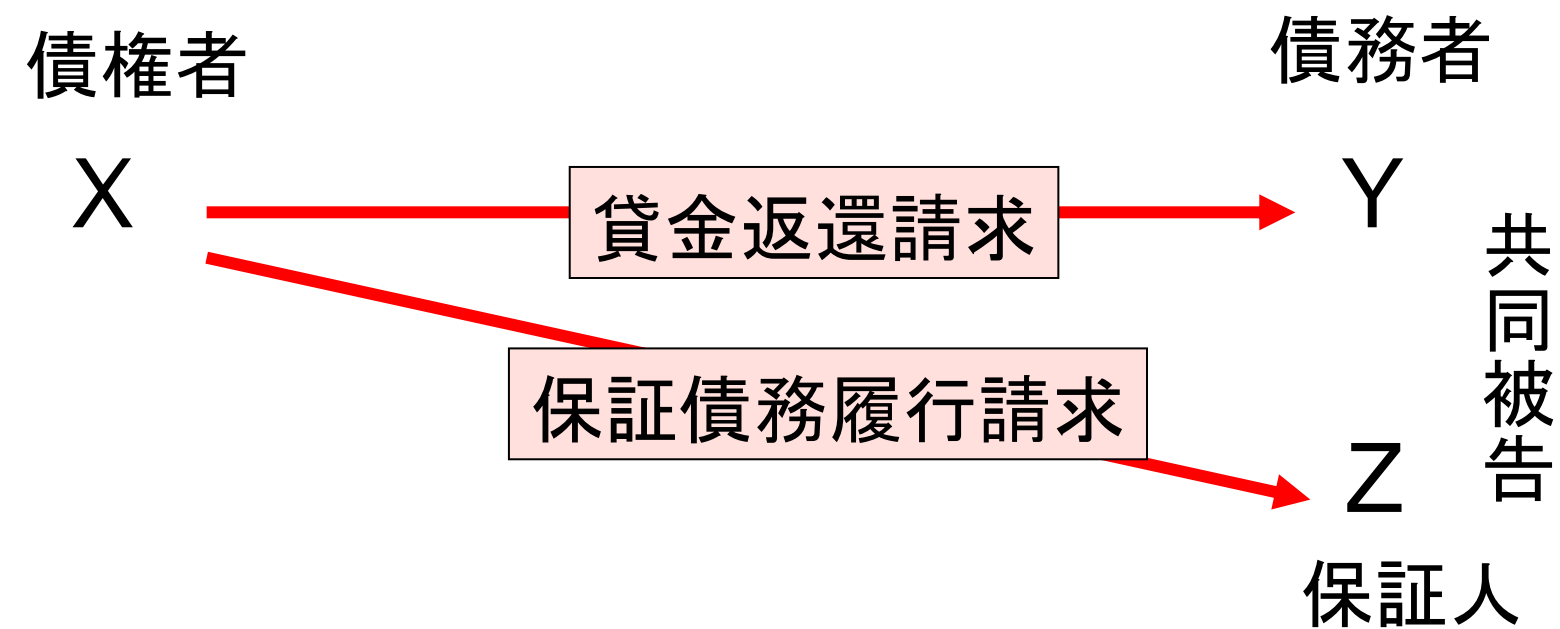 債権者
債務者
X
貸金返還請求
Y
保証債務履行請求
共同被告
Z
保証人